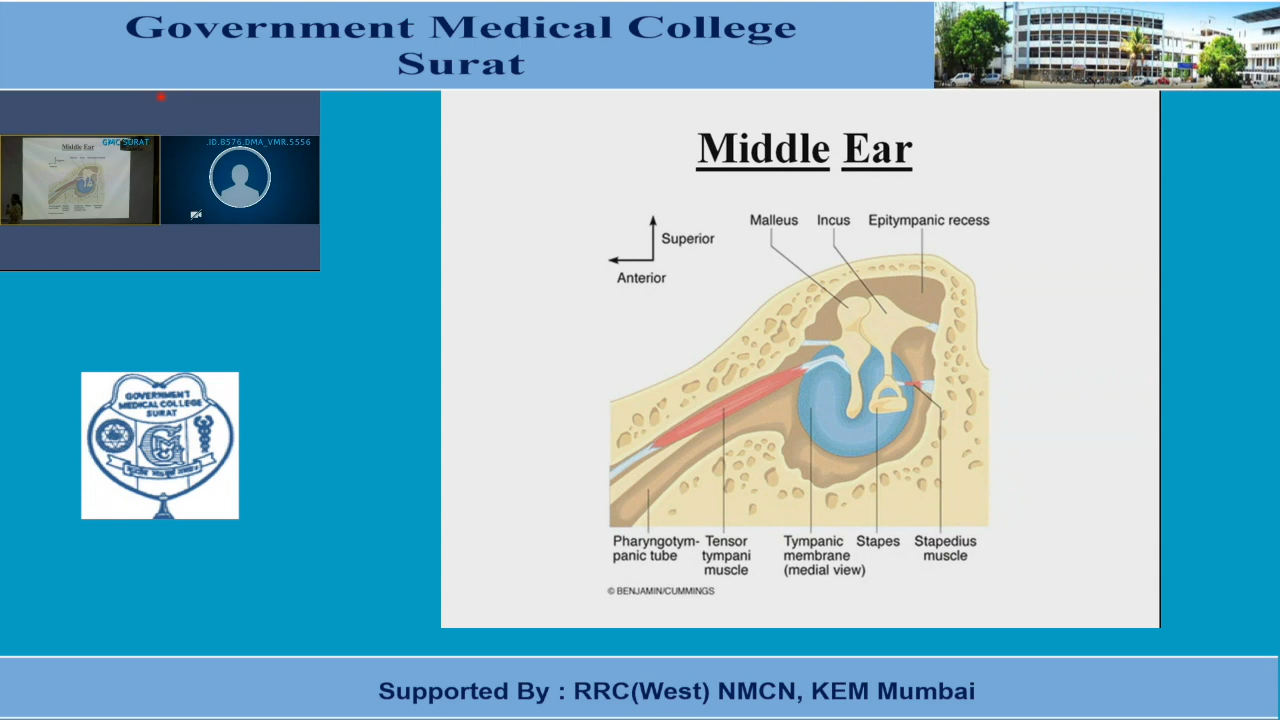 Government Medical College
Surat
GMC SURAT
.ID.B576.DMA_VMR.5556
Middle Ear
Malleus Incus Epitympanic recess
Superior
Anterior
GOVERNMENT
MEDICAL COLLEGE
SURAT
Pharyngotym- Tensor Tympanic Stapes Stapedius
panic tube tympani membrane muscle
muscle (medial view)
© BENJAMIN/CUMMINGS
Supported By : RRC(West) NMCN, KEM Mumbai